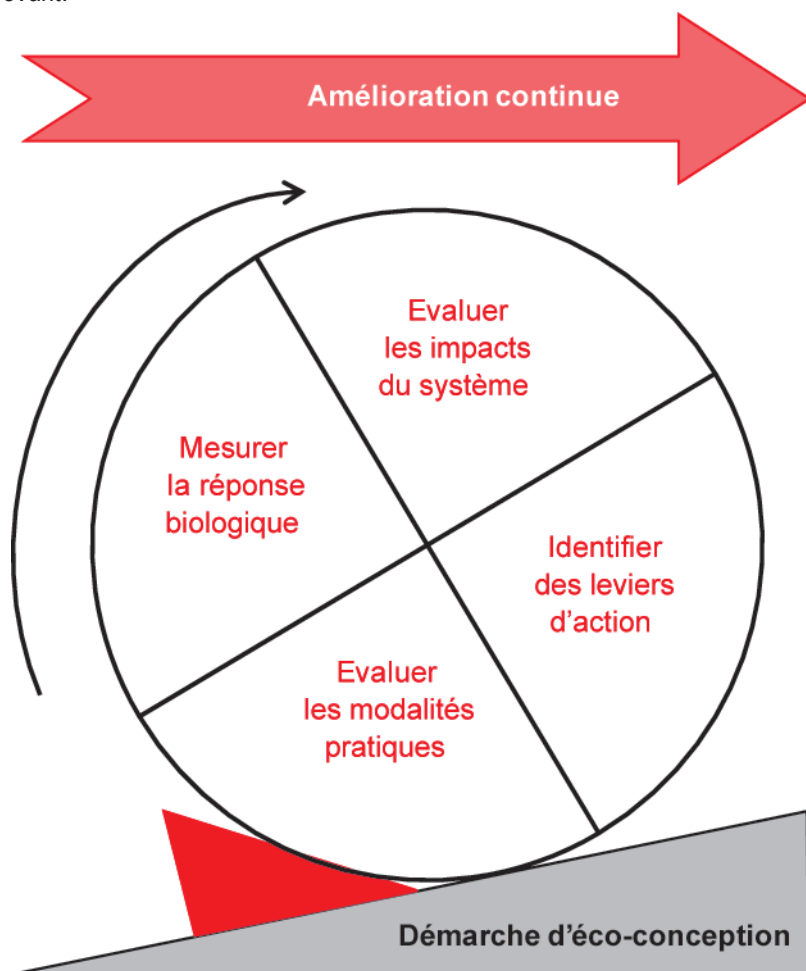 Amélioration continue
Evaluer
les impacts
du système
Mesurer
la réponse
biologique
Identifier
des leviers
d'action
Evaluer
les modalités
pratiques
Démarche d'éco-conception